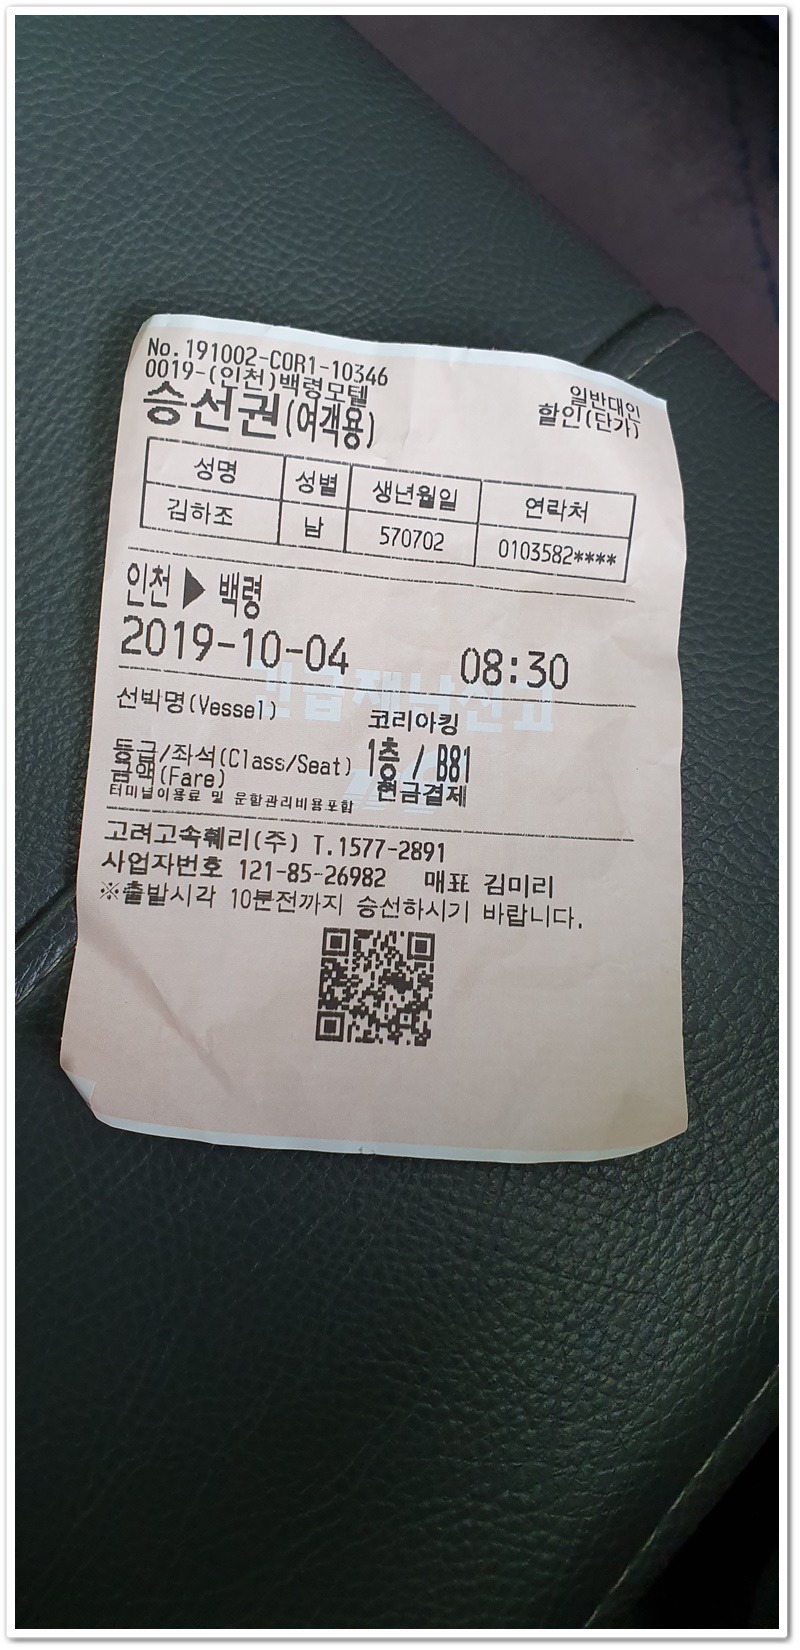 No.191002-COR1-10346
0019-(인천)백령모텔
일반대인
승선권(여객용)
할인(단가)
성명 성별 생년월일 연락처
김하조 남 570702 0103582****
인천 ▶ 백령
2019-10-04 08:30
긴급재난신고
선박명(Vessel) 코리아킹
등급/좌석(Class/Seat) 1층 / B81
금액(Fare) 현금결제
터미널이용료 및 운항관리비용포함
고려고속훼리(주) T.1577-2891
사업자번호 121-85-26982 매표 김미리
※출발시각 10분전까지 승선하시기 바랍니다.